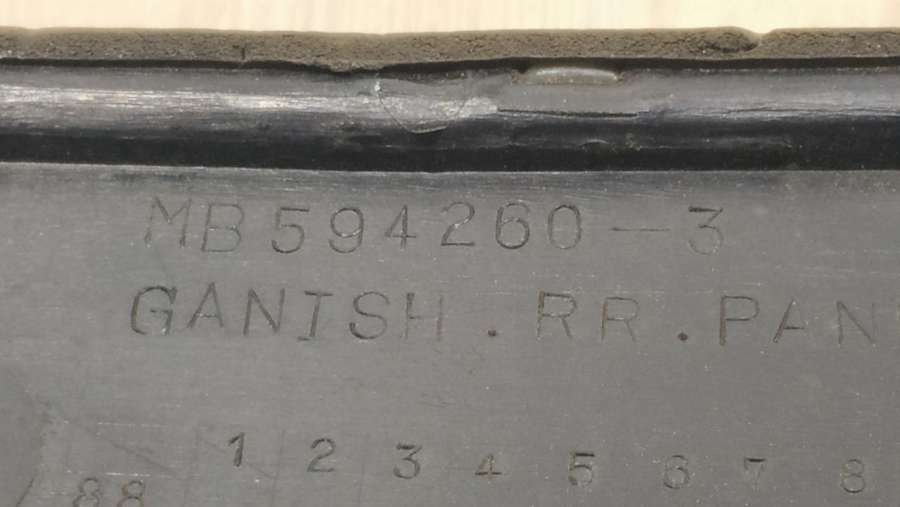 MB594260-3
GANISH.RR.PAN
1 2 3 4 5 6 7 8
88